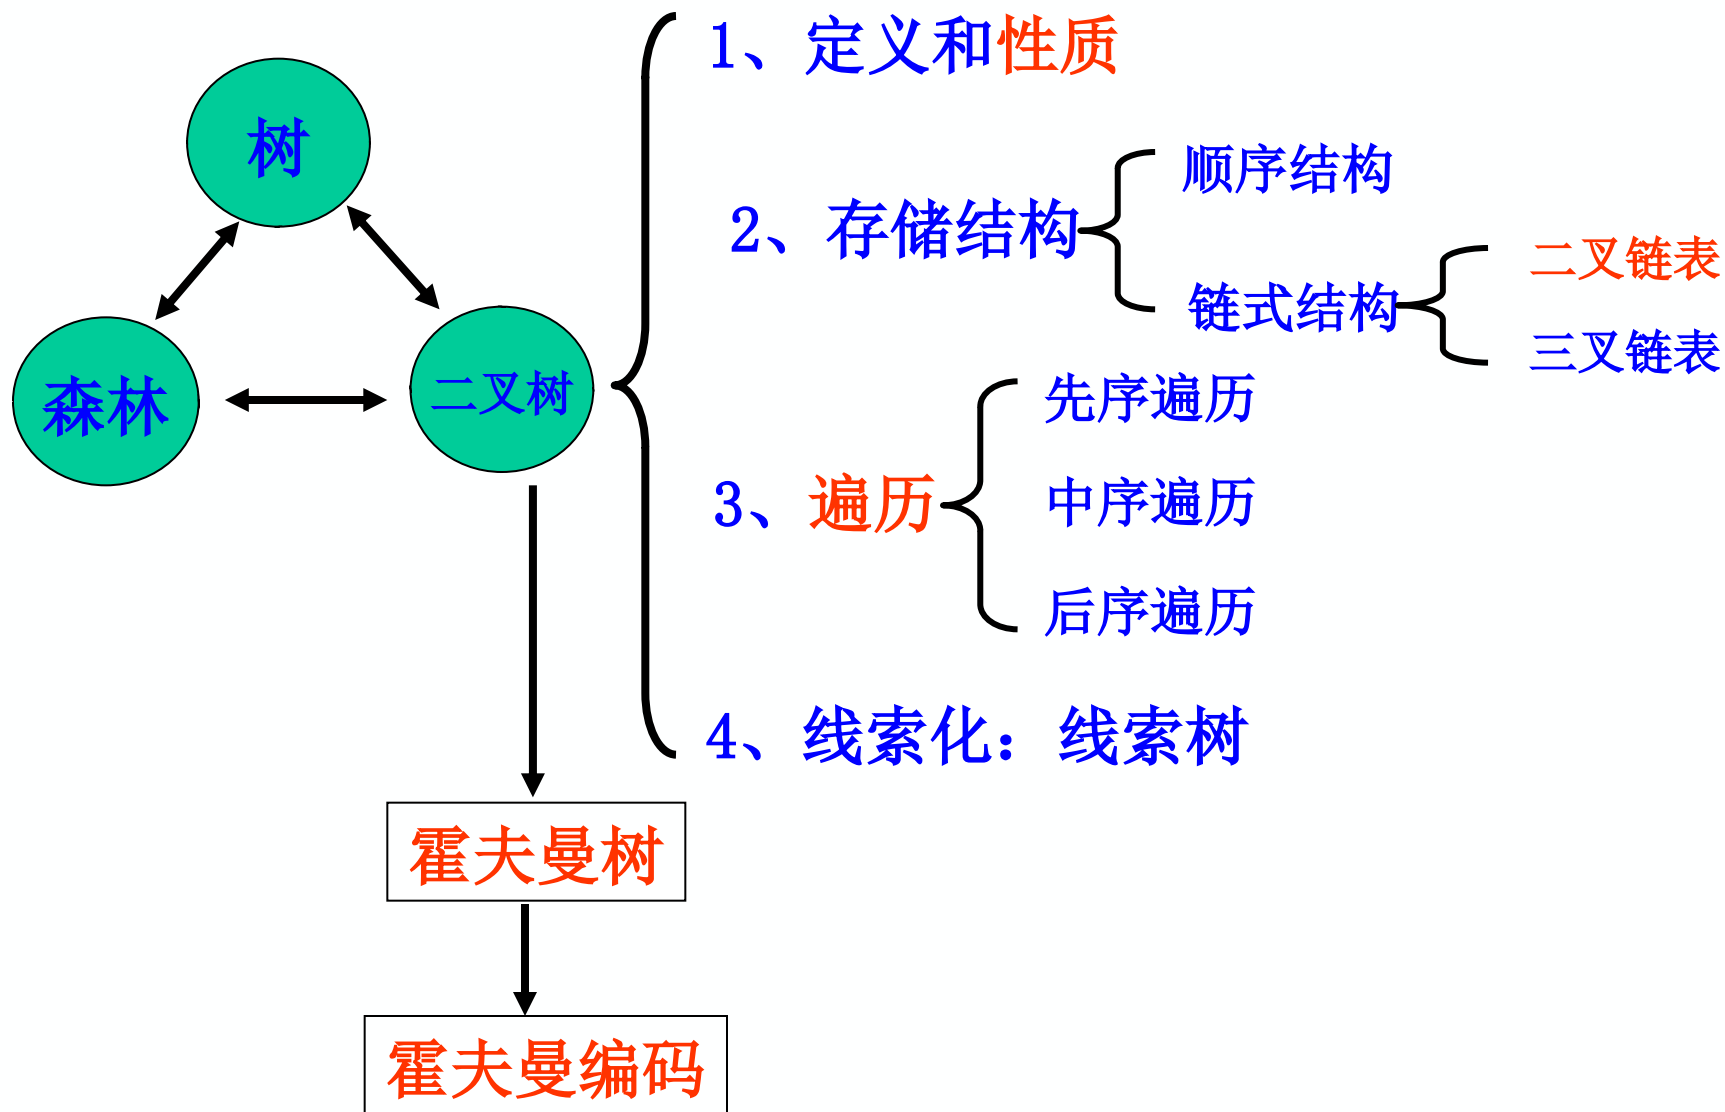 1、定义和性质
树
顺序结构
2、存储结构
二叉链表
链式结构
三叉链表
森林
二叉树
先序遍历
3、遍历
中序遍历
后序遍历
4、线索化：线索树
霍夫曼树
霍夫曼编码